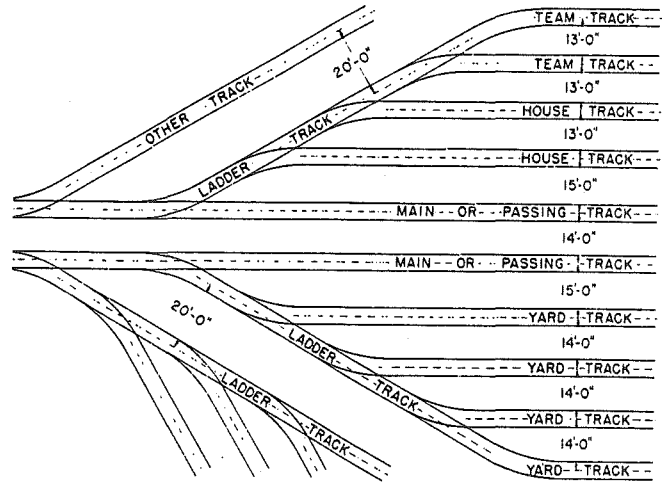 TEAM TRACK
13'-0"
TEAM TRACK
13'-0"
HOUSE TRACK
13'-0"
HOUSE TRACK
15'-0"
MAIN OR PASSING TRACK
14'-0"
MAIN OR PASSING TRACK
15'-0"
YARD TRACK
14'-0"
YARD TRACK
14'-0"
YARD TRACK
14'-0"
YARD TRACK
OTHER TRACK
20'-0"
LADDER TRACK
20'-0"
LADDER TRACK
LADDER TRACK